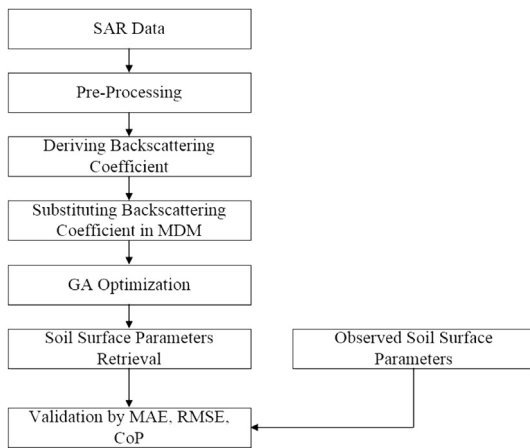 SAR Data
Pre-Processing
Deriving Backscattering
Coefficient
Substituting Backscattering
Coefficient in MDM
GA Optimization
Soil Surface Parameters
Retrieval
Observed Soil Surface
Parameters
Validation by MAE, RMSE,
CoP